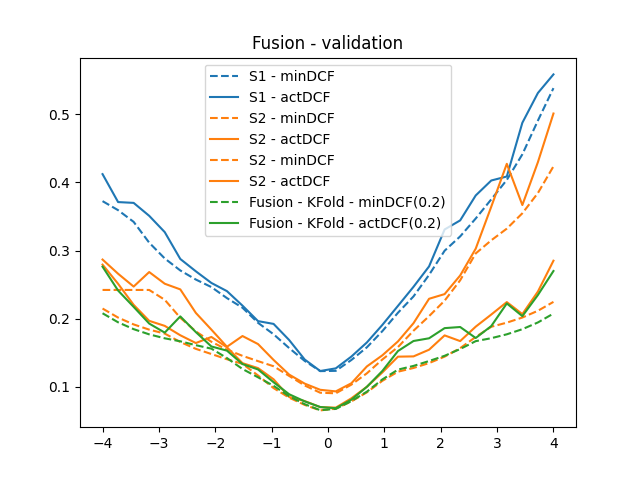 Fusion - validation
S1 - minDCF
S1 - actDCF
S2 - minDCF
S2 - actDCF
S2 - minDCF
S2 - actDCF
Fusion - KFold - minDCF(0.2)
Fusion - KFold - actDCF(0.2)
0.5
0.4
0.3
0.2
0.1
−4 −3 −2 −1 0 1 2 3 4